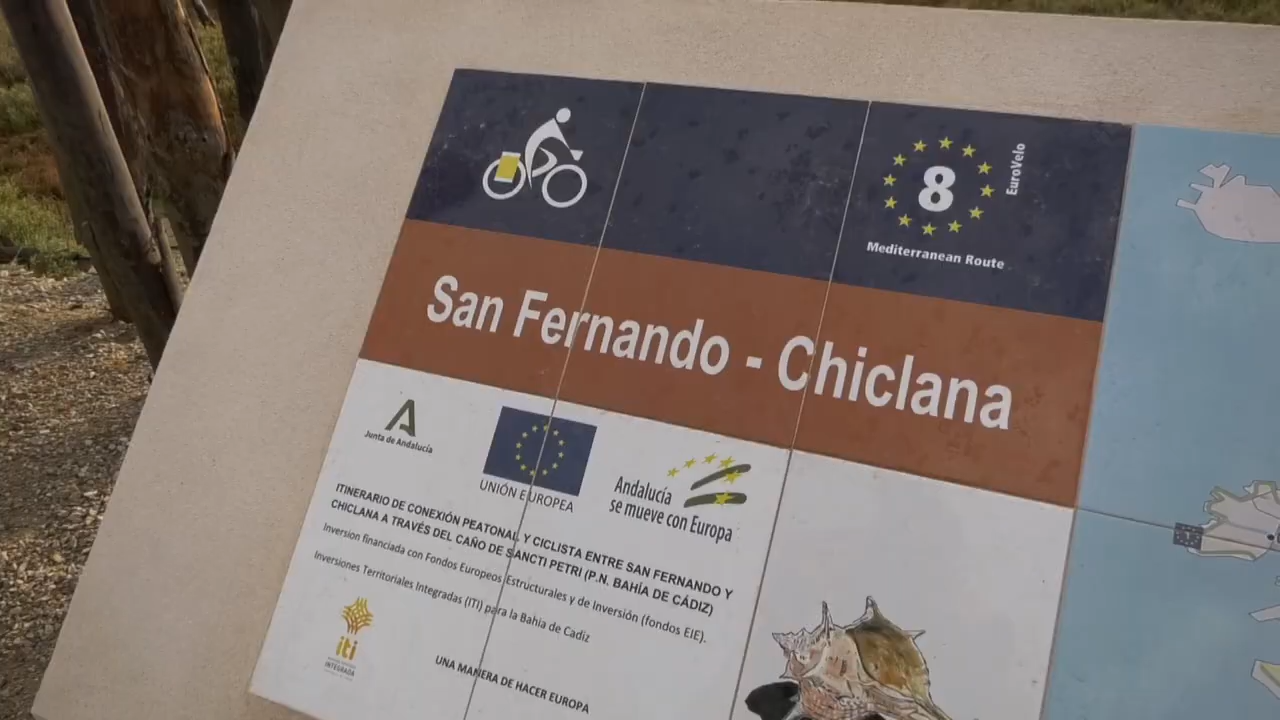 8
EuroVelo
Mediterranean Route
San Fernando - Chiclana
Junta de Andalucía
UNIÓN EUROPEA
Andalucía
se mueve con Europa
ITINERARIO DE CONEXIÓN PEATONAL Y CICLISTA ENTRE SAN FERNANDO Y
CHICLANA A TRAVÉS DEL CAÑO DE SANCTI PETRI (P.N. BAHÍA DE CÁDIZ)
Inversion financiada con Fondos Europeos Estructurales y de Inversión (fondos EIE).
Inversiones Territoriales Integradas (ITI) para la Bahia de Cadiz
iti
INTEGRADA
UNA MANERA DE HACER EUROPA